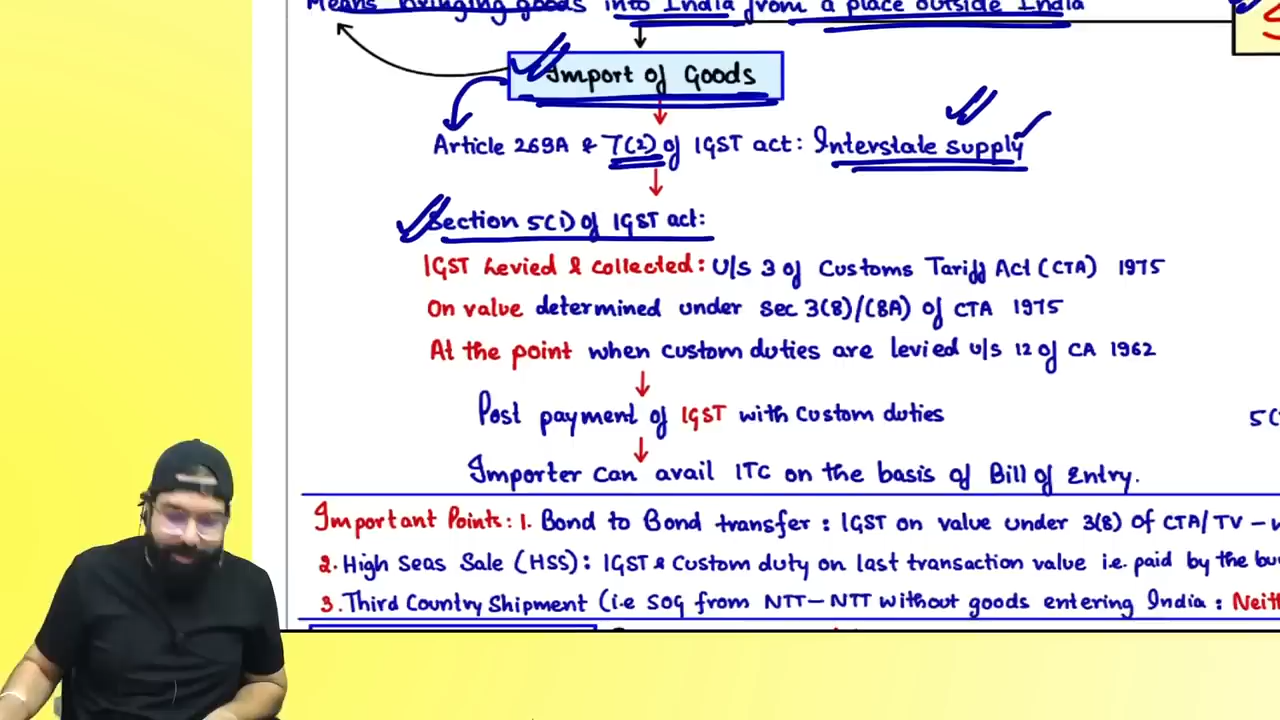 Means bringing goods into India from a place outside India
Import of Goods
Article 269A & 7(2) of IGST act: Interstate supply
Section 5(1) of IGST act:
IGST Levied & collected: U/s 3 of Customs Tariff Act (CTA) 1975
On value determined under Sec 3(8)/(8A) of CTA 1975
At the point when custom duties are levied U/s 12 of CA 1962
Post payment of IGST with custom duties
5(
Importer can avail ITC on the basis of Bill of Entry.
Important Points: 1. Bond to Bond transfer: IGST on value under 3(8) of CTA/TV -
2. High Seas Sale (HSS): IGST & Custom duty on last transaction value i.e. paid by the bu
3. Third Country Shipment (i.e SOG from NTT-NTT without goods entering India: Neith